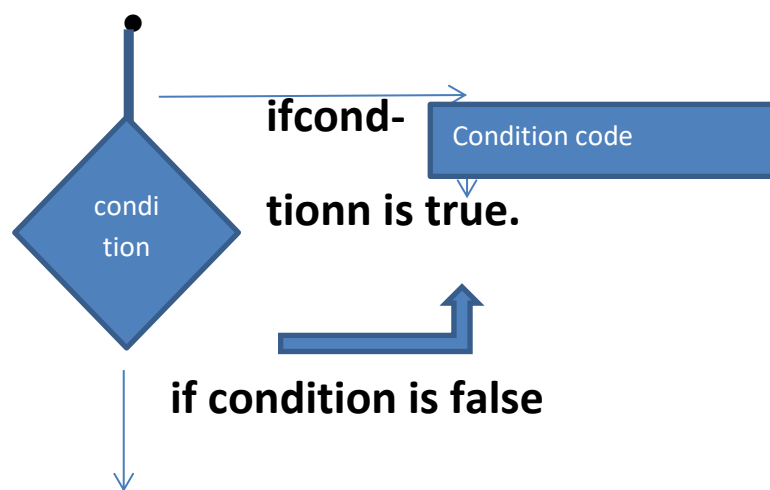 ifcond-
Condition code
condi
tion
tionn is true.
if condition is false